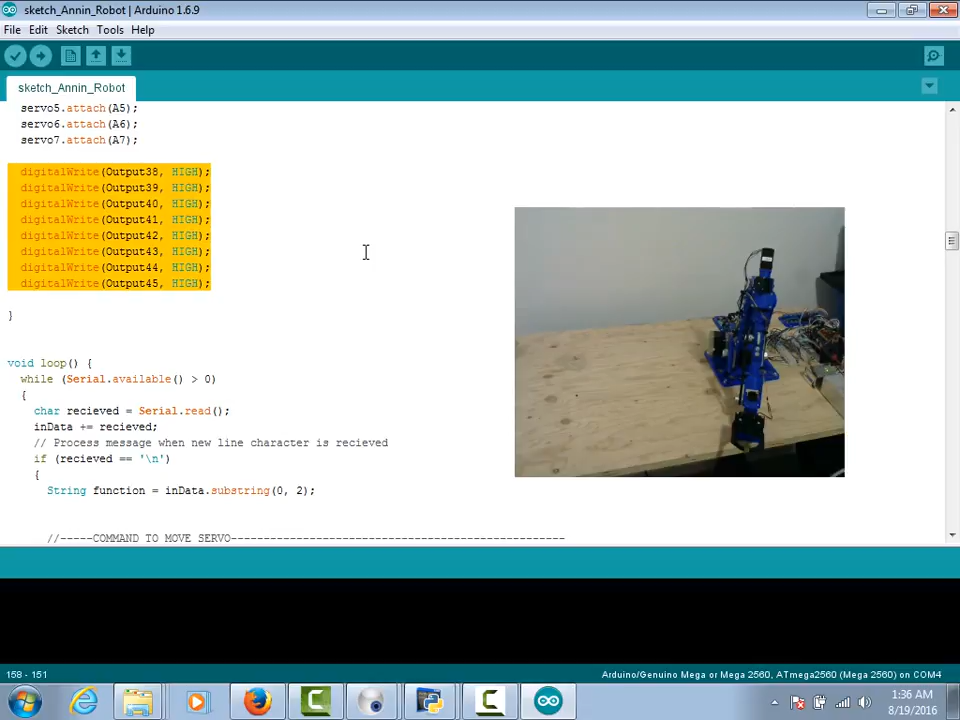 sketch_Annin_Robot | Arduino 1.6.9
File Edit Sketch Tools Help
sketch_Annin_Robot
servo5.attach(A5);
servo6.attach(A6);
servo7.attach(A7);
digitalWrite(Output38, HIGH);
digitalWrite(Output39, HIGH);
digitalWrite(Output40, HIGH);
digitalWrite(Output41, HIGH);
digitalWrite(Output42, HIGH);
digitalWrite(Output43, HIGH);
digitalWrite(Output44, HIGH);
digitalWrite(Output45, HIGH);
}
void loop() {
while (Serial.available() > 0)
{
char recieved = Serial.read();
inData += recieved;
// Process message when new line character is recieved
if (recieved == '\n')
{
String function = inData.substring(0, 2);
//-----COMMAND TO MOVE SERVO---------------------------------------------------
158 - 151
Arduino/Genuino Mega or Mega 2560, ATmega2560 (Mega 2560) on COM4
1:36 AM
8/19/2016